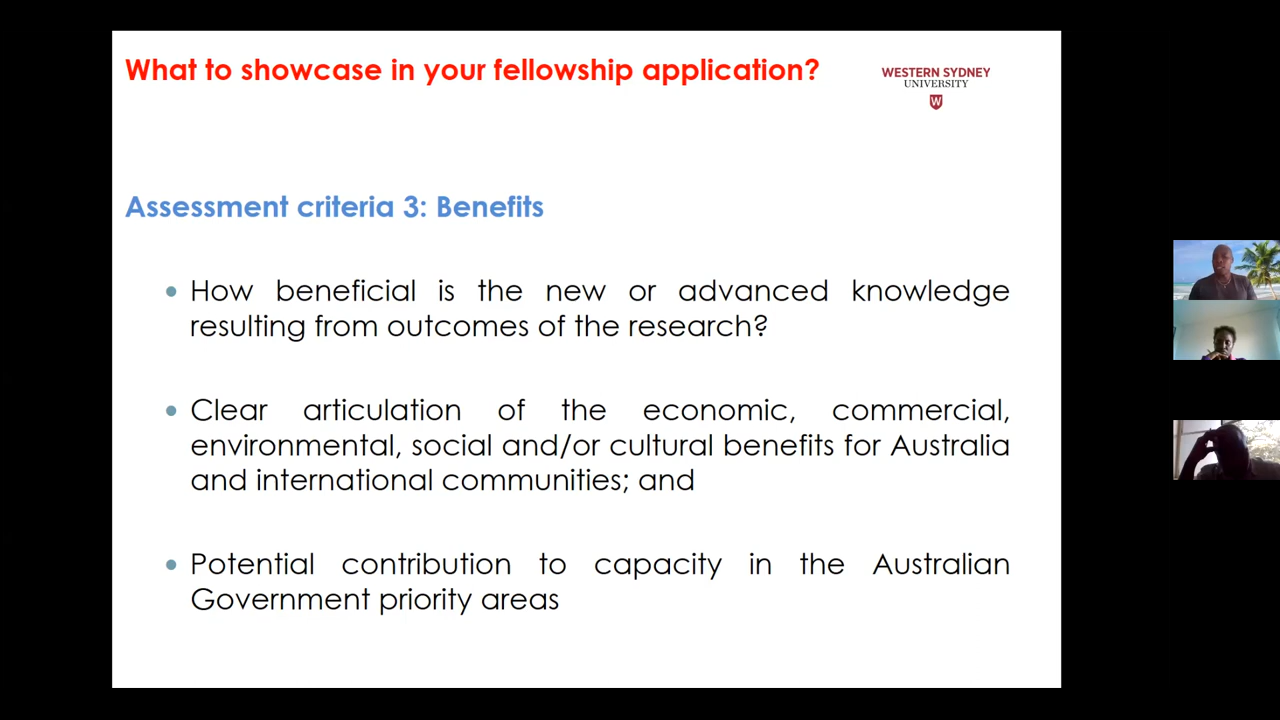 What to showcase in your fellowship application?
WESTERN SYDNEY
UNIVERSITY
W
Assessment criteria 3: Benefits
• How beneficial is the new or advanced knowledge
resulting from outcomes of the research?
• Clear articulation of the economic, commercial,
environmental, social and/or cultural benefits for Australia
and international communities; and
• Potential contribution to capacity in the Australian
Government priority areas